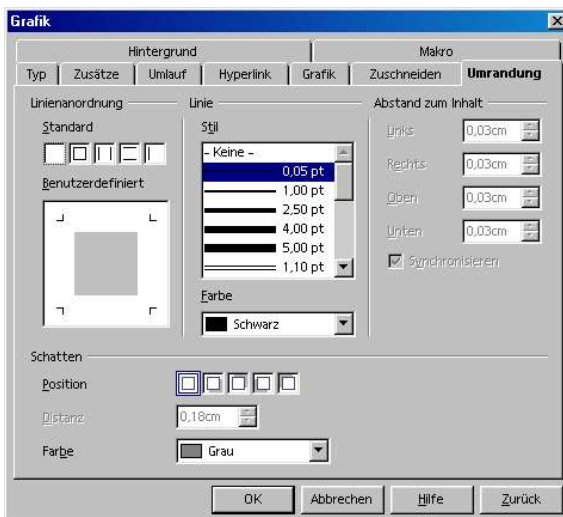 Grafik
Hintergrund Makro
Typ Zusätze Umlauf Hyperlink Grafik Zuschneiden Umrandung
Linienanordnung Linie Abstand zum Inhalt
Standard Stil Links 0,03cm
- Keine - Rechts 0,03cm
0,05 pt
Benutzerdefiniert 1,00 pt Oben 0,03cm
2,50 pt
4,00 pt Unten 0,03cm
5,00 pt Synchronisieren
1,10 pt
Farbe
Schwarz
Schatten
Position
Distanz 0,18cm
Farbe Grau
OK Abbrechen Hilfe Zurück